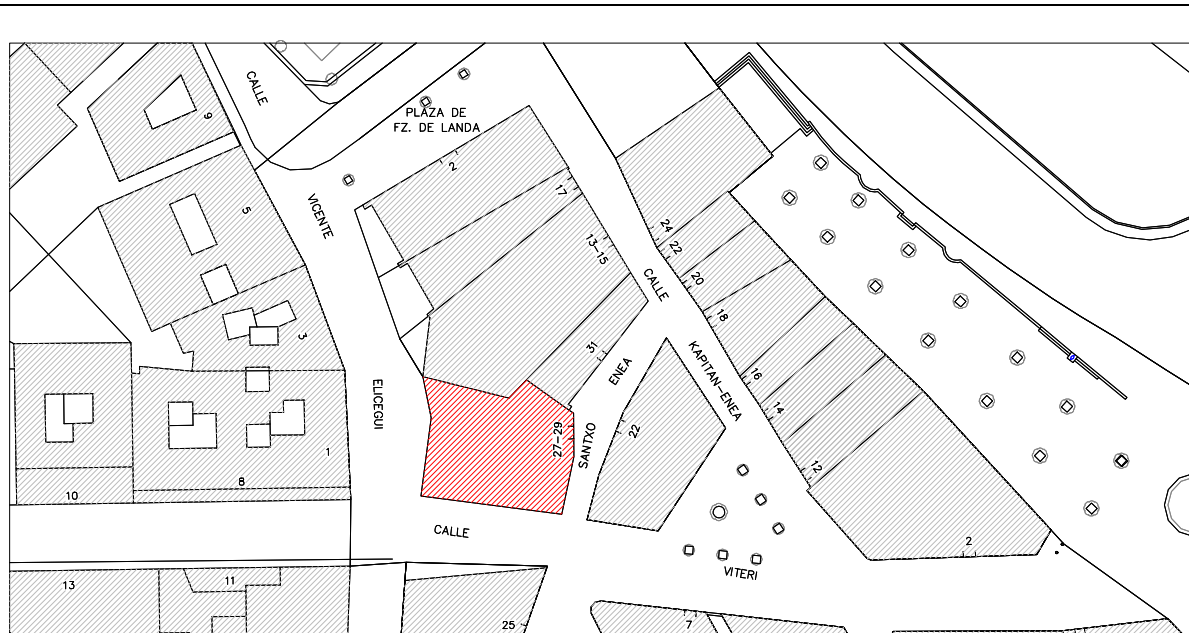 CALLE
9
PLAZA DE
FZ. DE LANDA
2
17
5
VICENTE
13-15
24
22
20
CALLE
18
3
31
ENEA
KAPITAN-ENEA
16
ELICEGUI
14
22
27-29
SANTXO
1
12
8
10
CALLE
2
VITERI
13
11
25
7